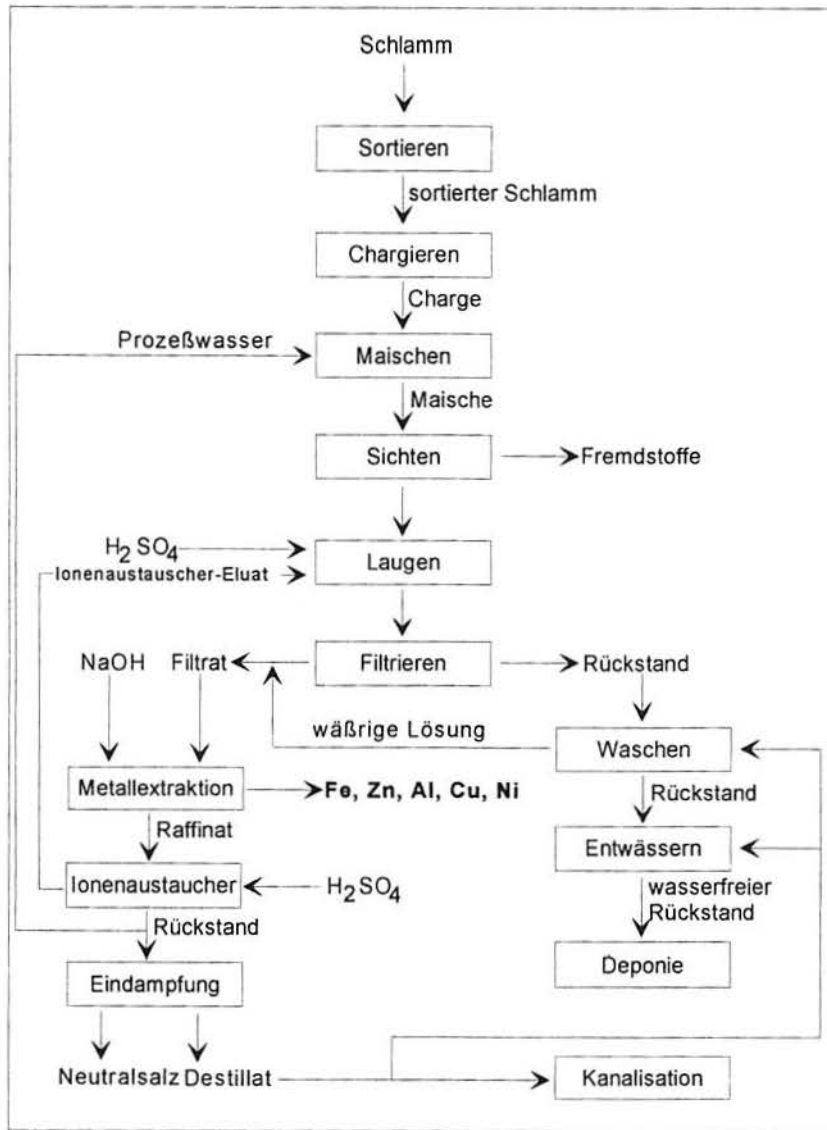 Schlamm
Sortieren
sortierter Schlamm
Chargieren
Charge
Prozeßwasser
Maischen
Maische
Sichten
Fremdstoffe
H₂SO₄
Ionenaustauscher-Eluat
Laugen
NaOH
Filtrat
Filtrieren
Rückstand
wäßrige Lösung
Waschen
Metallextraktion
Fe, Zn, Al, Cu, Ni
Rückstand
Raffinat
Entwässern
Ionenaustaucher
H₂SO₄
wasserfreier
Rückstand
Rückstand
Eindampfung
Deponie
Neutralsalz
Destillat
Kanalisation